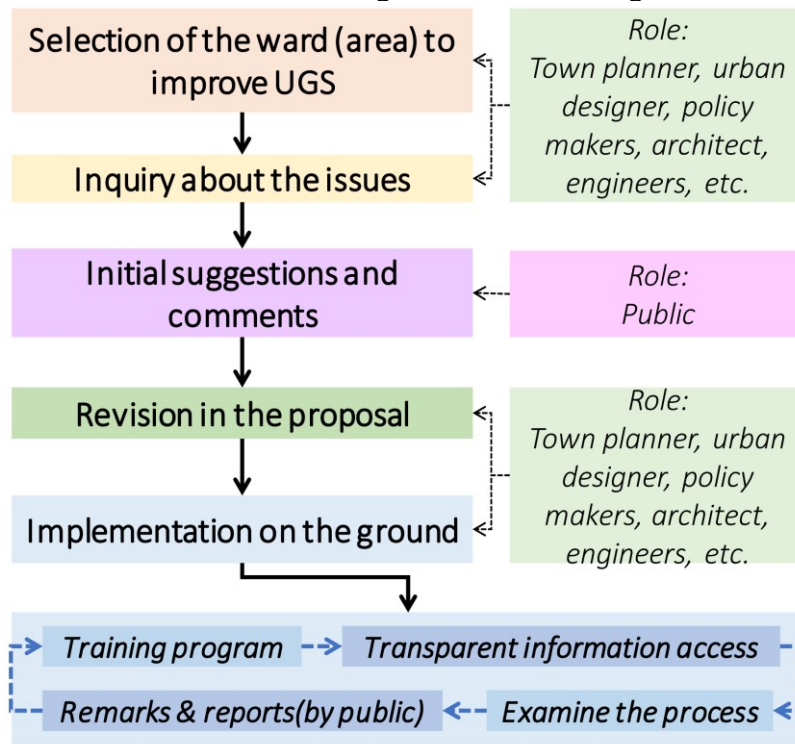 Selection of the ward (area) to
improve UGS
Role:
Town planner, urban
designer, policy
makers, architect,
engineers, etc.
Inquiry about the issues
Initial suggestions and
comments
Role:
Public
Revision in the proposal
Role:
Town planner, urban
designer, policy
makers, architect,
engineers, etc.
Implementation on the ground
Training program
Transparent information access
Remarks & reports(by public)
Examine the process